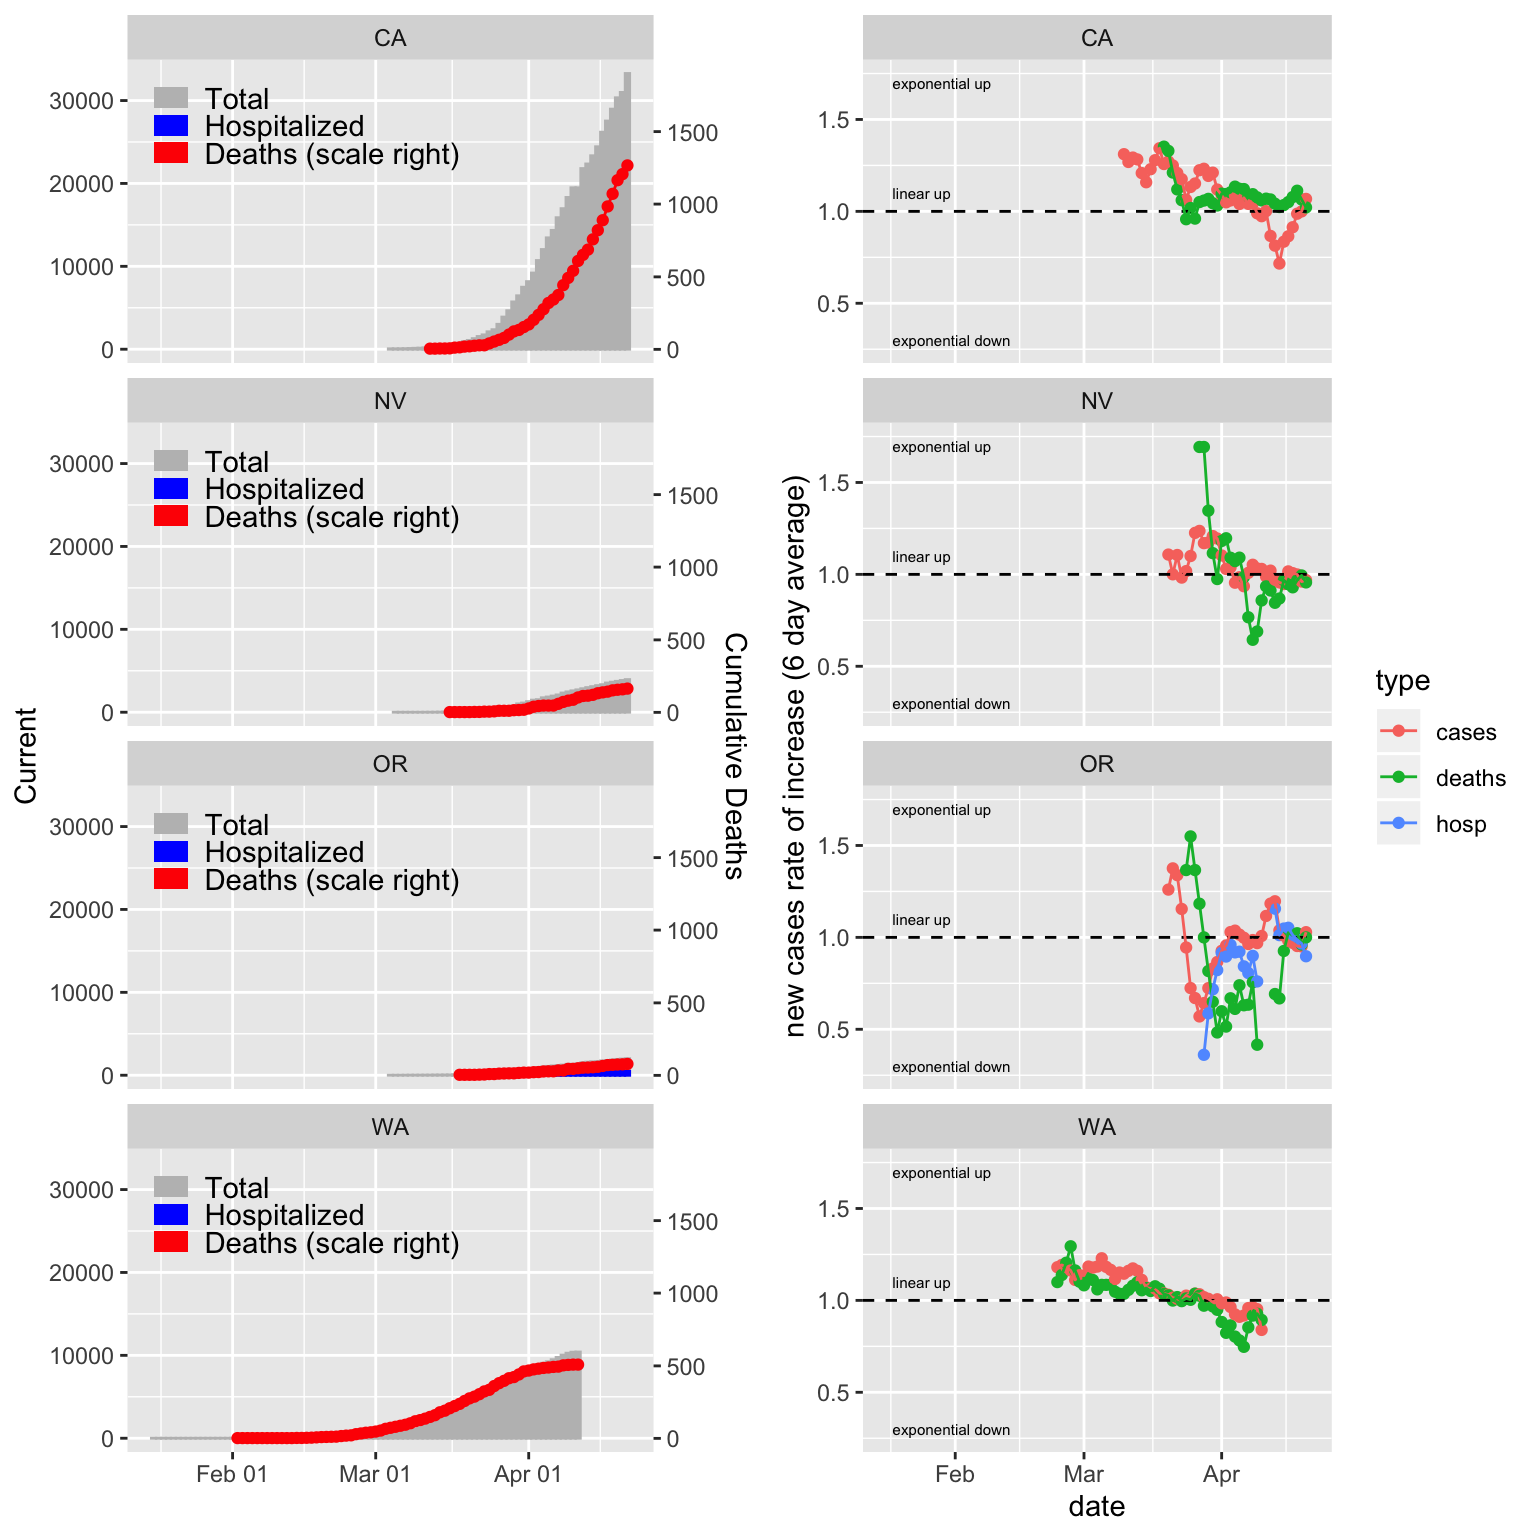 CA
Total
Hospitalized
Deaths (scale right)
30000
20000
10000
0
1500
1000
500
0
NV
Total
Hospitalized
Deaths (scale right)
30000
20000
10000
0
1500
1000
500
0
OR
Total
Hospitalized
Deaths (scale right)
30000
20000
10000
0
1500
1000
500
0
WA
Total
Hospitalized
Deaths (scale right)
30000
20000
10000
0
1500
1000
500
0
Feb 01
Mar 01
Apr 01
Current
Cumulative Deaths
CA
exponential up
linear up
exponential down
1.5
1.0
0.5
NV
exponential up
linear up
exponential down
1.5
1.0
0.5
OR
exponential up
linear up
exponential down
1.5
1.0
0.5
WA
exponential up
linear up
exponential down
1.5
1.0
0.5
Feb
Mar
Apr
date
new cases rate of increase (6 day average)
type
cases
deaths
hosp